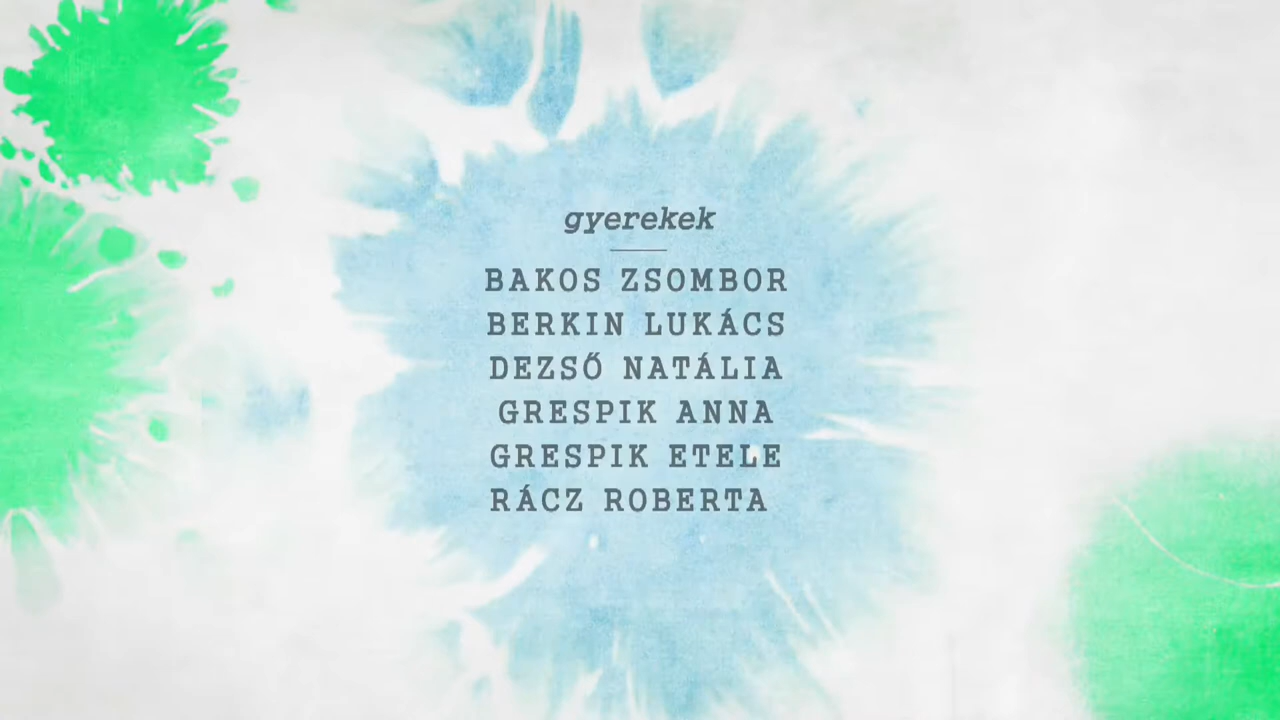 gyerekek
BAKOS ZSOMBOR
BERKIN LUKÁCS
DEZSŐ NATÁLIA
GRESPIK ANNA
GRESPIK ETELE
RÁCZ ROBERTA